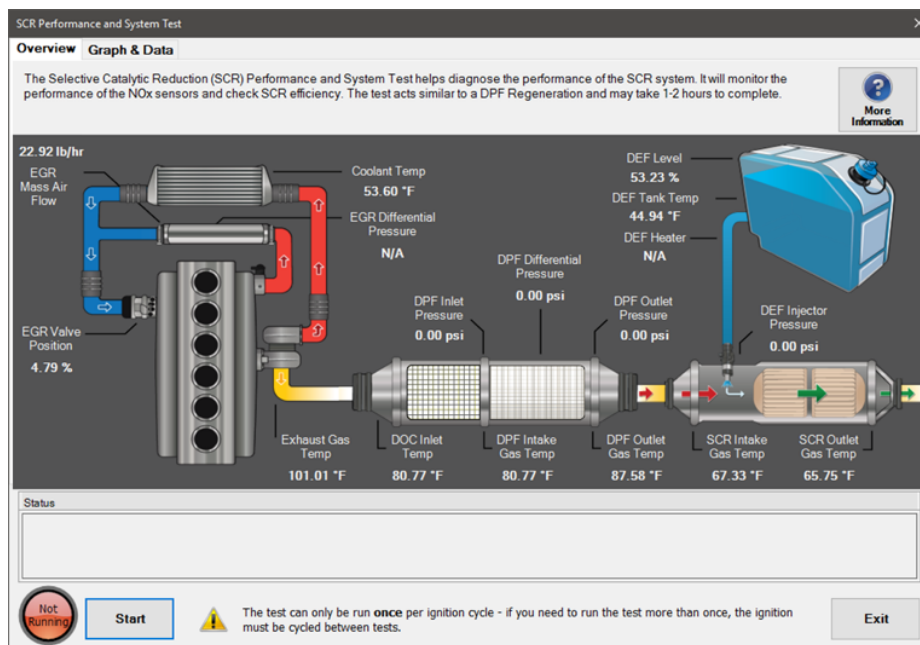 SCR Performance and System Test
Overview
Graph & Data
The Selective Catalytic Reduction (SCR) Performance and System Test helps diagnose the performance of the SCR system. It will monitor the
performance of the NOx sensors and check SCR efficiency. The test acts similar to a DPF Regeneration and may take 1-2 hours to complete.
More
Information
22.92 lb/hr
EGR
Mass Air
Flow
Coolant Temp
53.60 °F
EGR Differential
Pressure
N/A
DEF Level
53.23 %
DEF Tank Temp
44.94 °F
DEF Heater
N/A
DPF Differential
Pressure
0.00 psi
DPF Inlet
Pressure
0.00 psi
DPF Outlet
Pressure
0.00 psi
DEF Injector
Pressure
0.00 psi
EGR Valve
Position
4.79 %
Exhaust Gas
Temp
101.01 °F
DOC Inlet
Temp
80.77 °F
DPF Intake
Gas Temp
80.77 °F
DPF Outlet
Gas Temp
87.58 °F
SCR Intake
Gas Temp
67.33 °F
SCR Outlet
Gas Temp
65.75 °F
Status
Not
Running
Start
The test can only be run once per ignition cycle - if you need to run the test more than once, the ignition
must be cycled between tests.
Exit